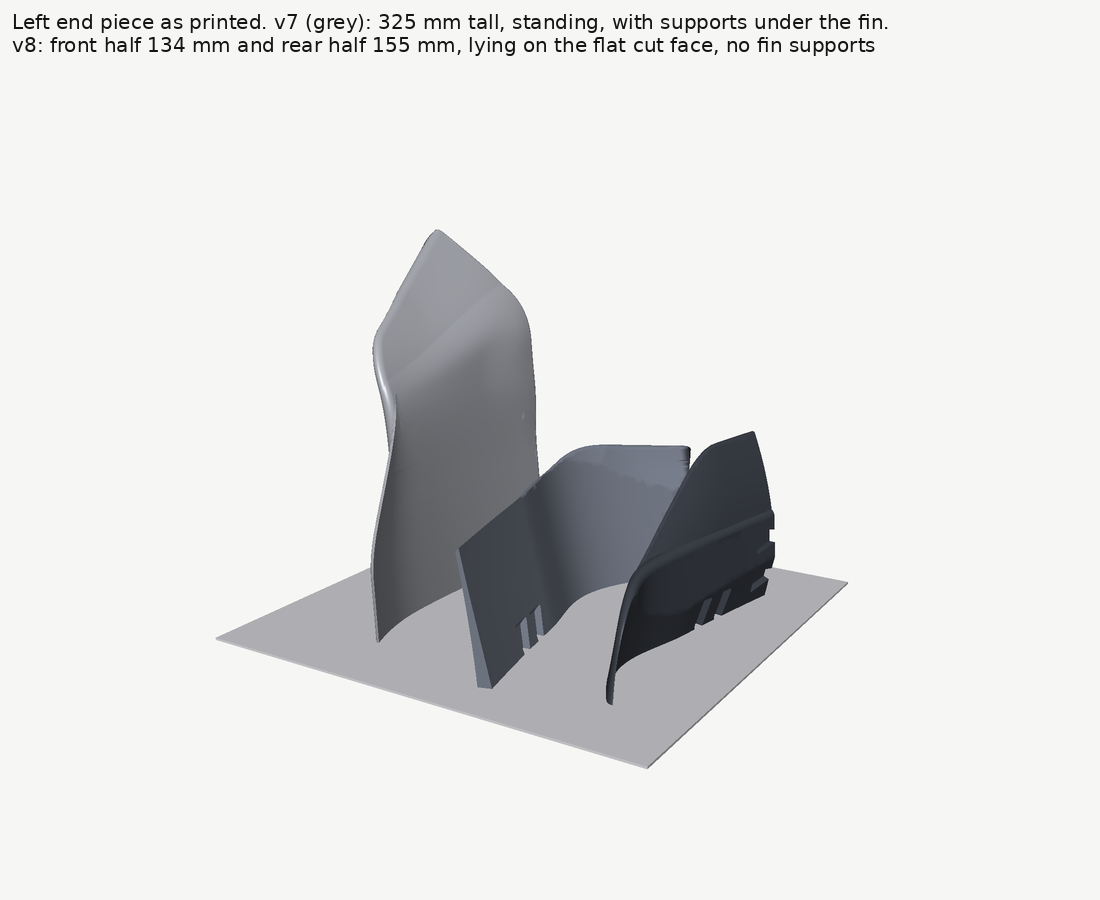 Left end piece as printed. v7 (grey): 325 mm tall, standing, with supports under the fin.
v8: front half 134 mm and rear half 155 mm, lying on the flat cut face, no fin supports